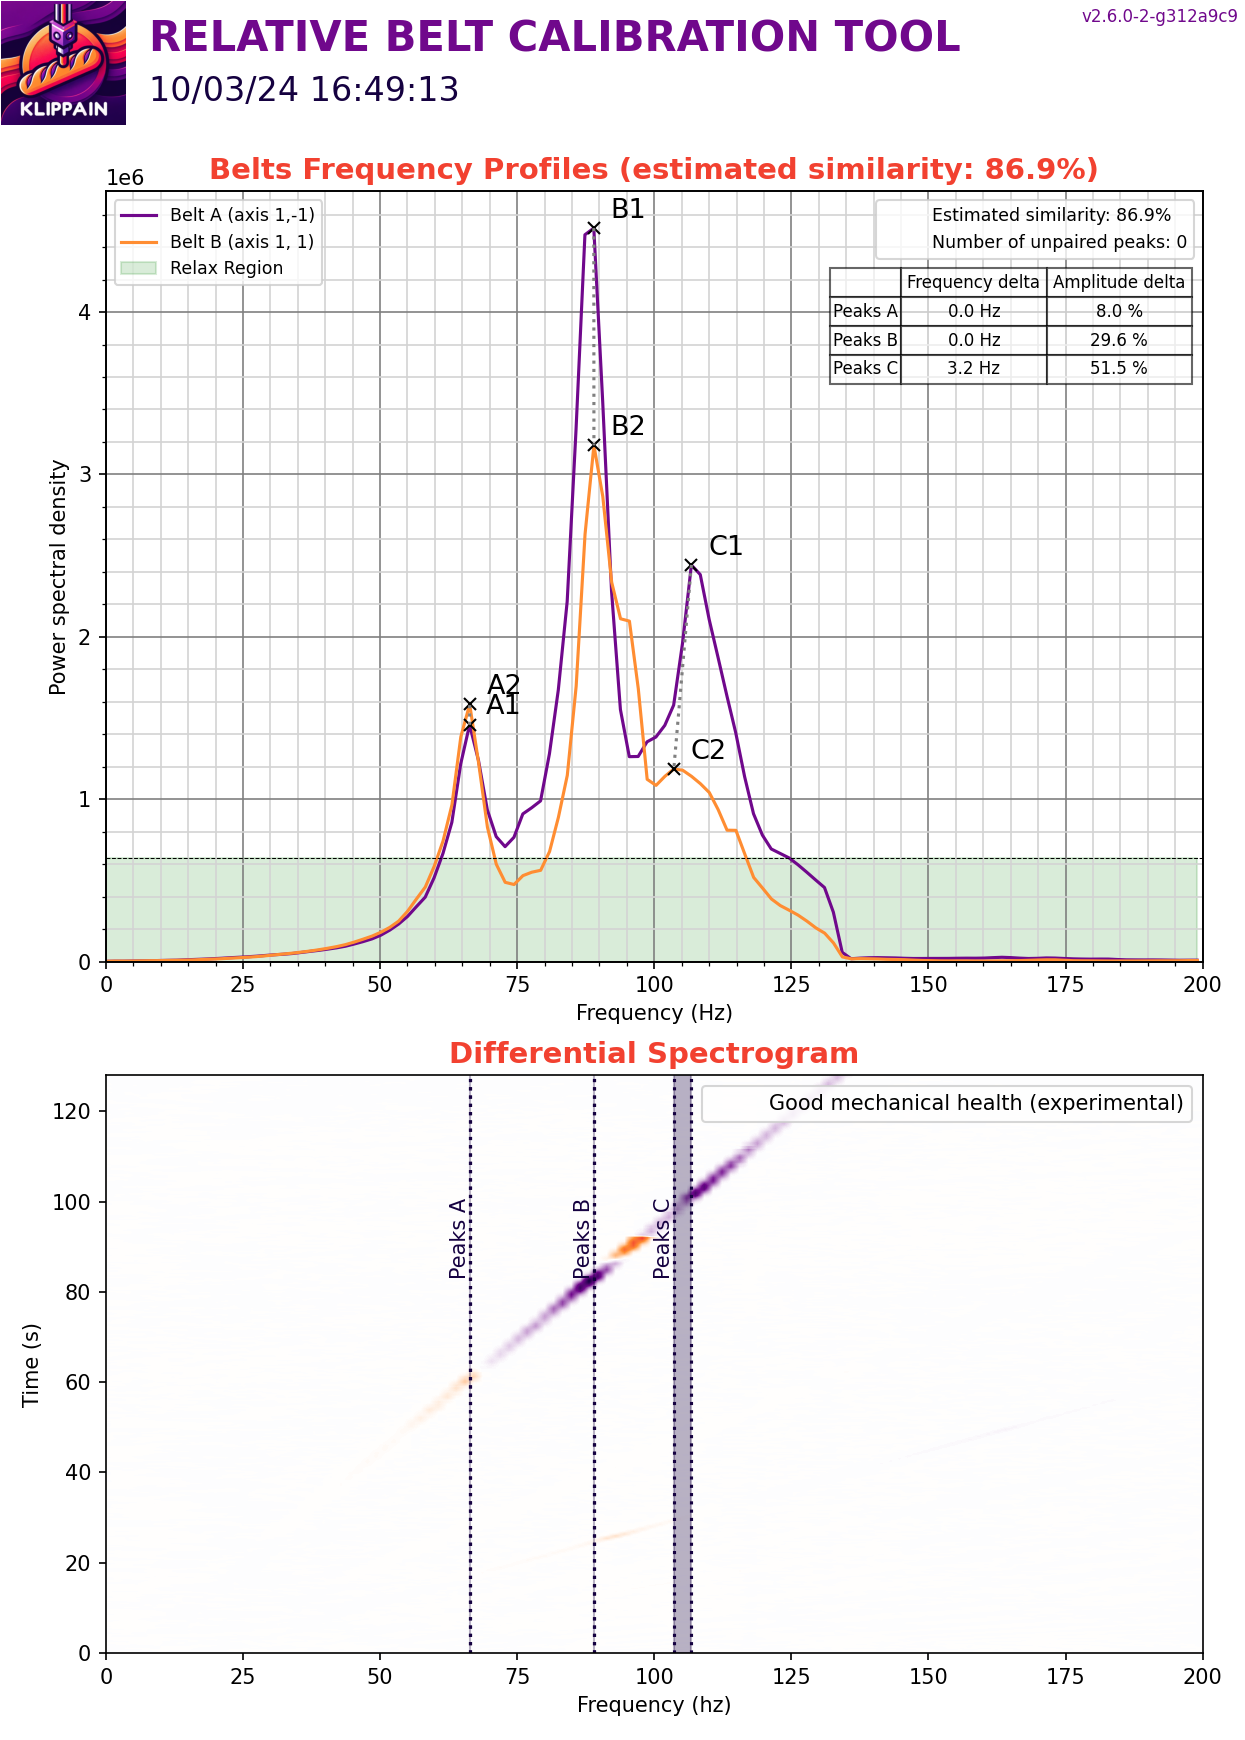 KLIPPAIN
RELATIVE BELT CALIBRATION TOOL
10/03/24 16:49:13
v2.6.0-2-g312a9c9
Belts Frequency Profiles (estimated similarity: 86.9%)
1e6
Belt A (axis 1,-1)
Belt B (axis 1, 1)
Relax Region
Estimated similarity: 86.9%
Number of unpaired peaks: 0
Frequency delta Amplitude delta
Peaks A 0.0 Hz 8.0 %
Peaks B 0.0 Hz 29.6 %
Peaks C 3.2 Hz 51.5 %
B1
B2
C1
A2
A1
C2
Power spectral density
4
3
2
1
0
0 25 50 75 100 125 150 175 200
Frequency (Hz)
Differential Spectrogram
Good mechanical health (experimental)
Peaks A
Peaks B
Peaks C
Time (s)
120
100
80
60
40
20
0
0 25 50 75 100 125 150 175 200
Frequency (hz)